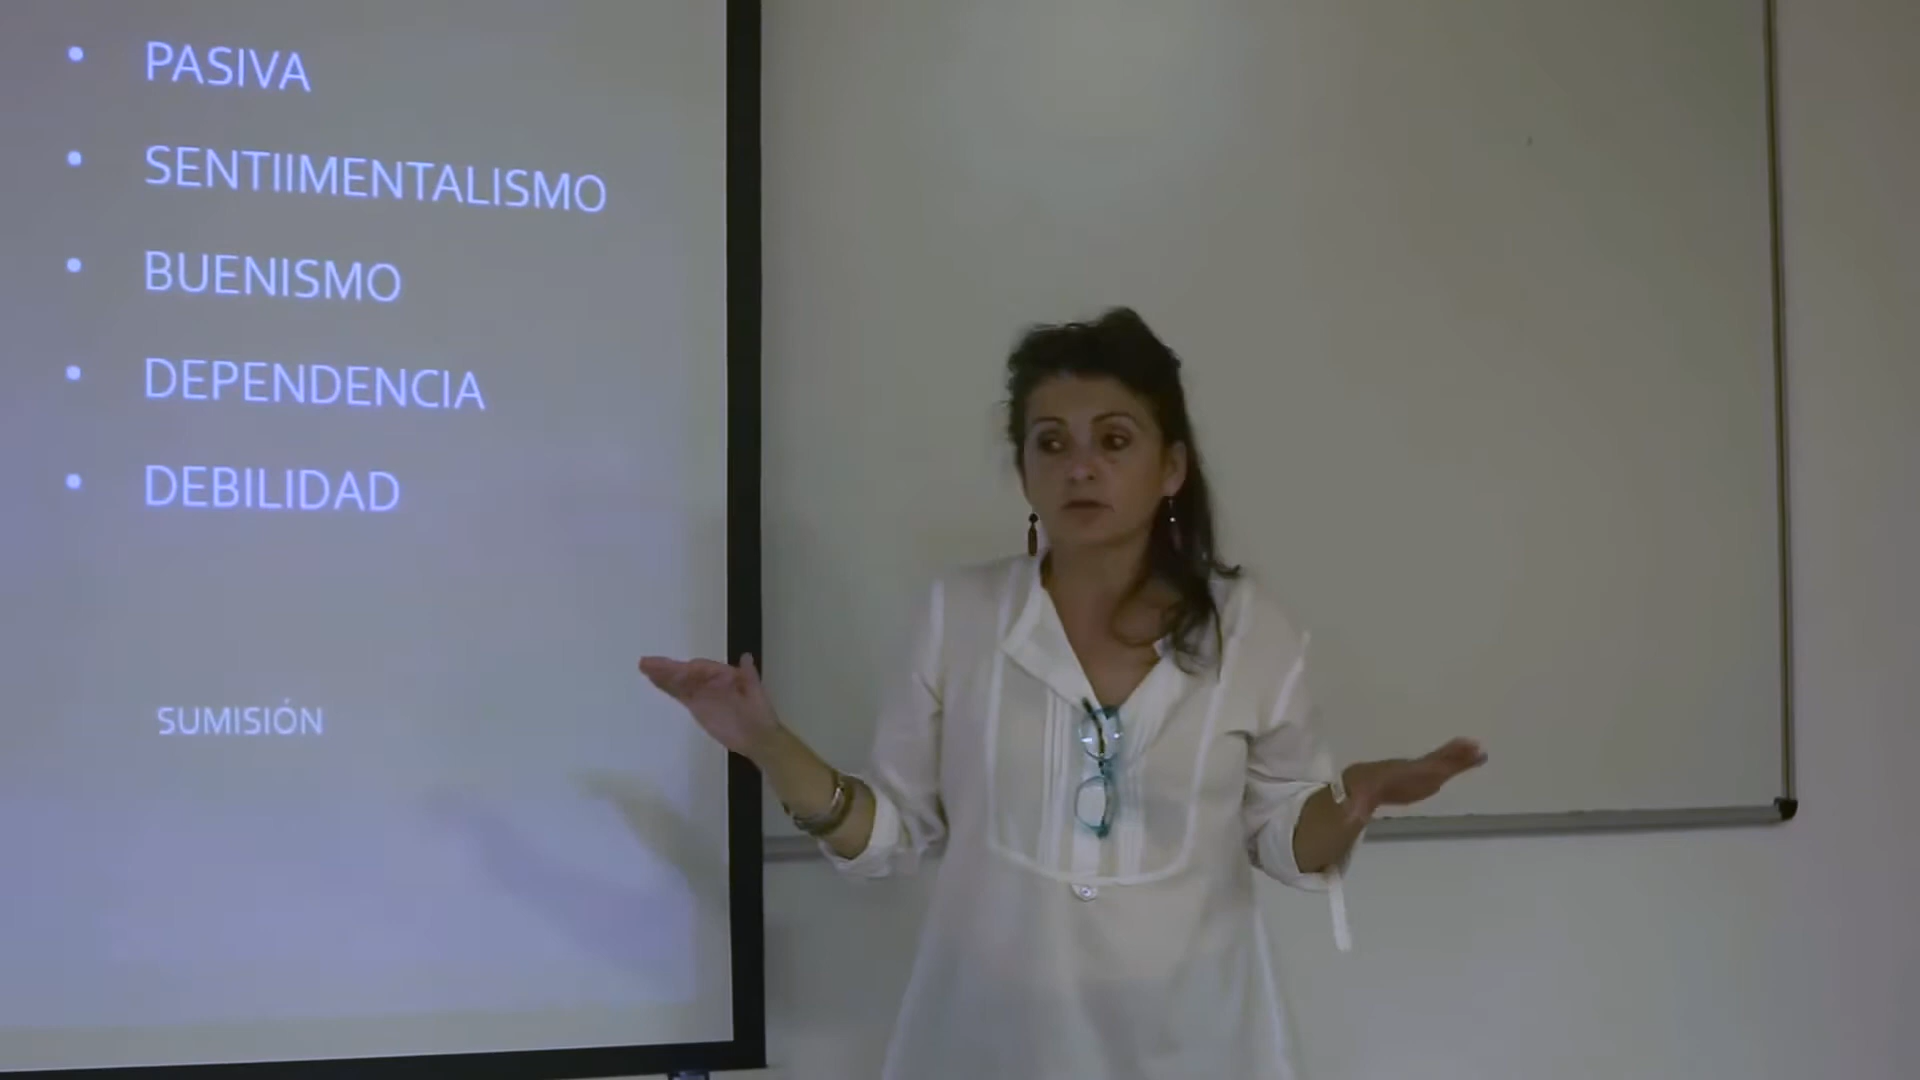 • PASIVA
• SENTIIMENTALISMO
• BUENISMO
• DEPENDENCIA
• DEBILIDAD
SUMISIÓN